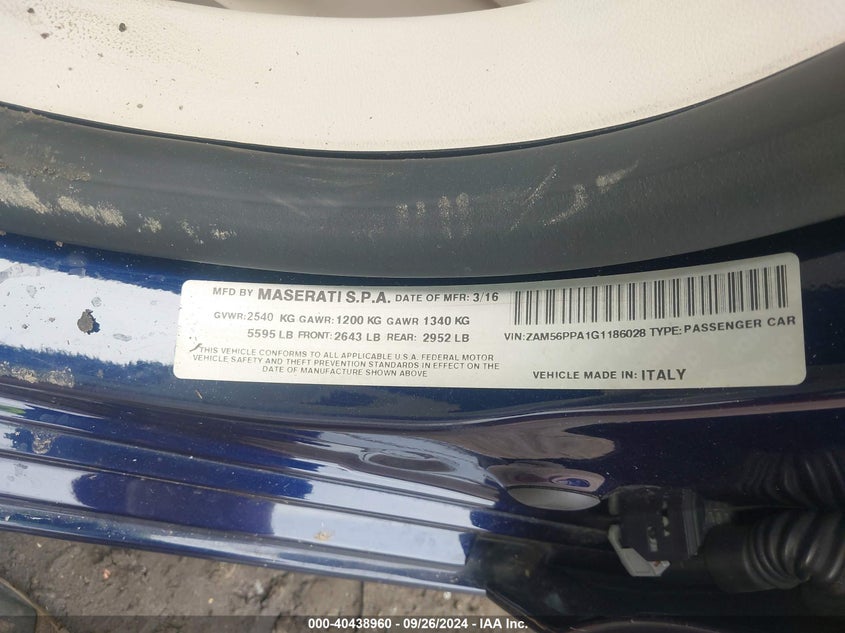 MFD BY MASERATI S.P.A. DATE OF MFR: 3/16
GVWR:2540 KG GAWR: 1200 KG GAWR 1340 KG
5595 LB FRONT: 2643 LB REAR: 2952 LB
THIS VEHICLE CONFORMS TO ALL APPLICABLE U.S.A. FEDERAL MOTOR
VEHICLE SAFETY AND THEFT PREVENTION STANDARDS IN EFFECT ON THE
DATE OF MANUFACTURE SHOWN ABOVE
VIN:ZAM56PPA1G1186028 TYPE: PASSENGER CAR
VEHICLE MADE IN: ITALY
000-40438960 - 09/26/2024 - IAA Inc.